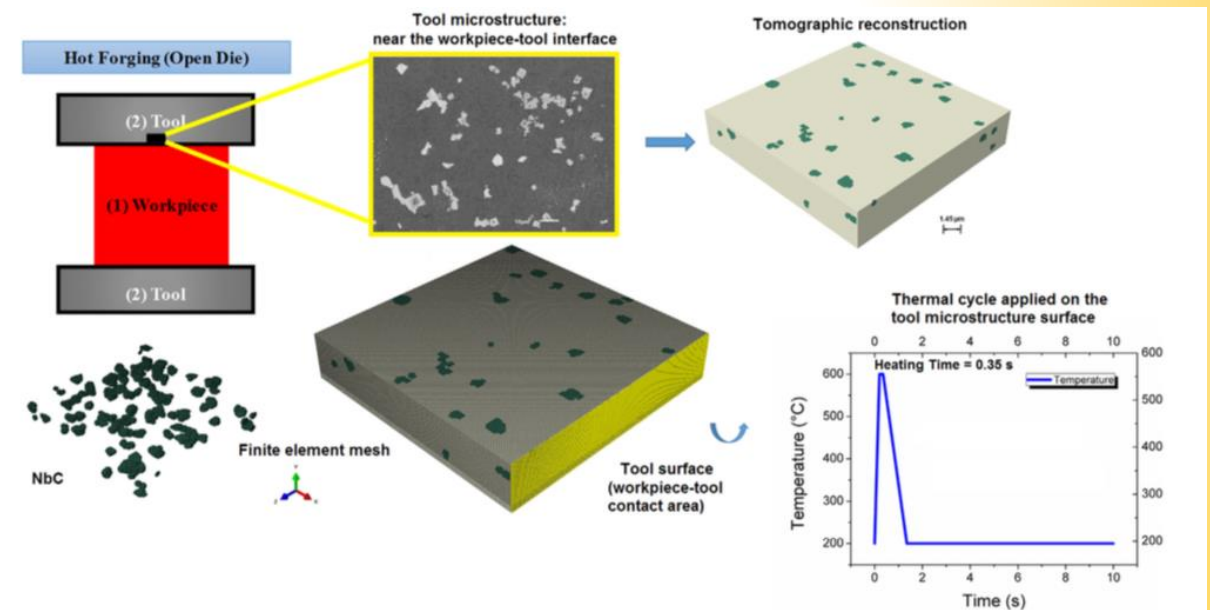 Hot Forging (Open Die)
(2) Tool
(1) Workpiece
(2) Tool
Tool microstructure:
near the workpiece-tool interface
Tomographic reconstruction
1.45µm
NbC
Finite element mesh
Y
Z
X
Tool surface
(workpiece-tool
contact area)
Thermal cycle applied on the
tool microstructure surface
0 2 4 6 8 10
Heating Time = 0.35 s
Temperature
Temperature (°C)
600
500
400
300
200
600
500
400
300
200
0 2 4 6 8 10
Time (s)